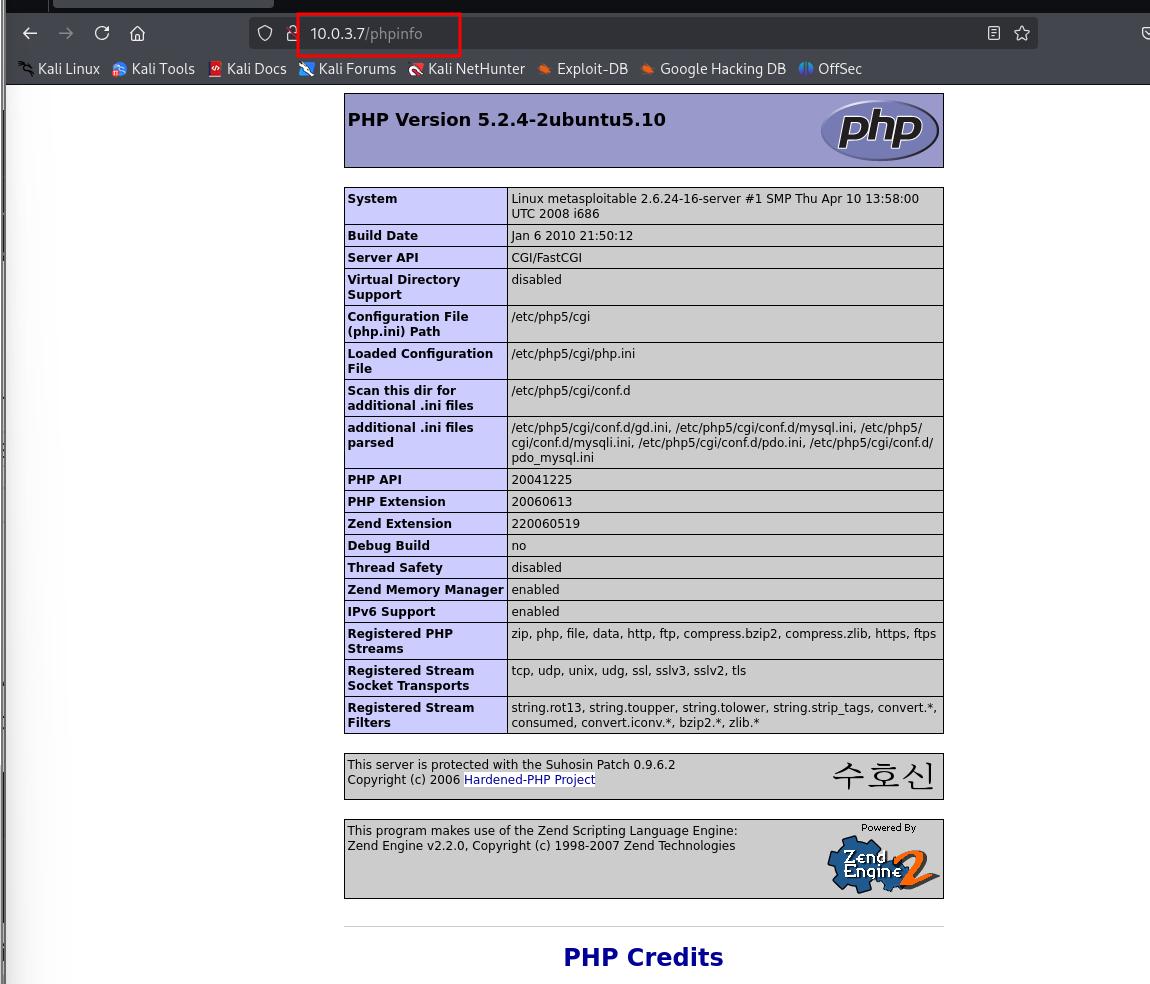 10.0.3.7/phpinfo
Kali Linux Kali Tools Kali Docs Kali Forums Kali NetHunter Exploit-DB Google Hacking DB OffSec
PHP Version 5.2.4-2ubuntu5.10
php
System Linux metasploitable 2.6.24-16-server #1 SMP Thu Apr 10 13:58:00
UTC 2008 i686
Build Date Jan 6 2010 21:50:12
Server API CGI/FastCGI
Virtual Directory disabled
Support
Configuration File /etc/php5/cgi
(php.ini) Path
Loaded Configuration /etc/php5/cgi/php.ini
File
Scan this dir for /etc/php5/cgi/conf.d
additional .ini files
additional .ini files /etc/php5/cgi/conf.d/gd.ini, /etc/php5/cgi/conf.d/mysql.ini, /etc/php5/
parsed cgi/conf.d/mysqli.ini, /etc/php5/cgi/conf.d/pdo.ini, /etc/php5/cgi/conf.d/
pdo_mysql.ini
PHP API 20041225
PHP Extension 20060613
Zend Extension 220060519
Debug Build no
Thread Safety disabled
Zend Memory Manager enabled
IPv6 Support enabled
Registered PHP zip, php, file, data, http, ftp, compress.bzip2, compress.zlib, https, ftps
Streams
Registered Stream tcp, udp, unix, udg, ssl, sslv3, sslv2, tls
Socket Transports
Registered Stream string.rot13, string.toupper, string.tolower, string.strip_tags, convert.*,
Filters consumed, convert.iconv.*, bzip2.*, zlib.*
This server is protected with the Suhosin Patch 0.9.6.2
Copyright (c) 2006 Hardened-PHP Project
수호신
This program makes use of the Zend Scripting Language Engine:
Zend Engine v2.2.0, Copyright (c) 1998-2007 Zend Technologies
Powered By
Zend
Engine 2
PHP Credits